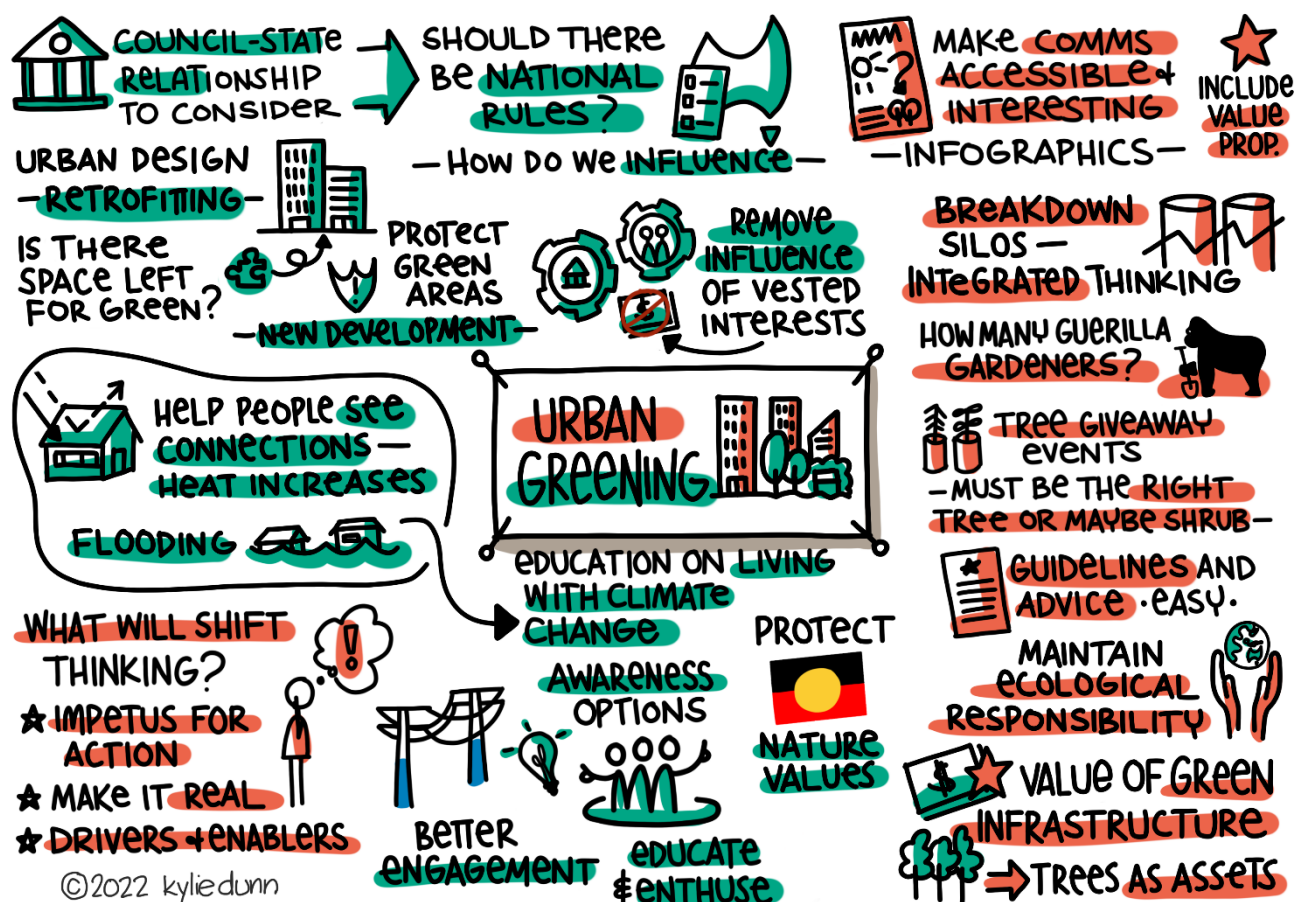 COUNCIL-STATE
RELATIONSHIP
TO CONSIDER
SHOULD THERE
BE NATIONAL
RULES?
— HOW DO WE INFLUENCE —
URBAN DESIGN
— RETROFITTING —
IS THERE
SPACE LEFT
FOR GREEN?
PROTECT
GREEN
AREAS
— NEW DEVELOPMENT —
REMOVE
INFLUENCE
OF VESTED
INTERESTS
HELP PEOPLE SEE
CONNECTIONS —
HEAT INCREASES
FLOODING
URBAN
GREENING
EDUCATION ON LIVING
WITH CLIMATE
CHANGE
WHAT WILL SHIFT
THINKING?
!
☆ IMPETUS FOR
ACTION
☆ MAKE IT REAL
☆ DRIVERS + ENABLERS
©2022 kyliedunn
BETTER
ENGAGEMENT
AWARENESS
OPTIONS
EDUCATE
& ENTHUSE
PROTECT
NATURE
VALUES
?
MAKE COMMS
ACCESSIBLE +
INTERESTING
— INFOGRAPHICS —
INCLUDE
VALUE
PROP.
BREAKDOWN
SILOS —
INTEGRATED THINKING
HOW MANY GUERILLA
GARDENERS?
TREE GIVEAWAY
EVENTS
— MUST BE THE RIGHT
TREE OR MAYBE SHRUB —
GUIDELINES AND
ADVICE · EASY ·
MAINTAIN
ECOLOGICAL
RESPONSIBILITY
$
VALUE OF GREEN
INFRASTRUCTURE
TREES AS ASSETS